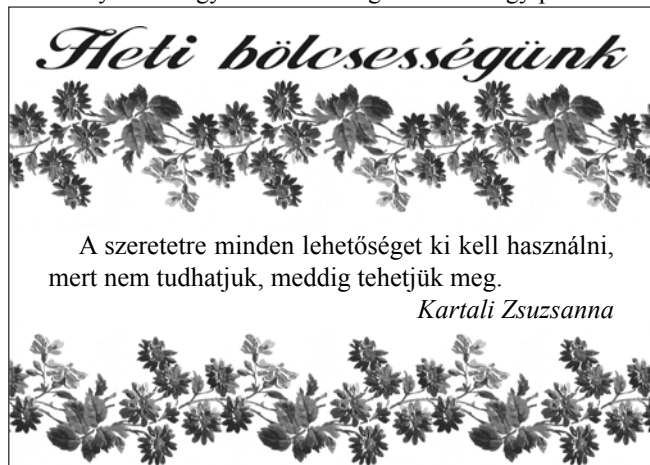 Heti bölcsességünk
A szeretetre minden lehetőséget ki kell használni,
mert nem tudhatjuk, meddig tehetjük meg.
Kartali Zsuzsanna